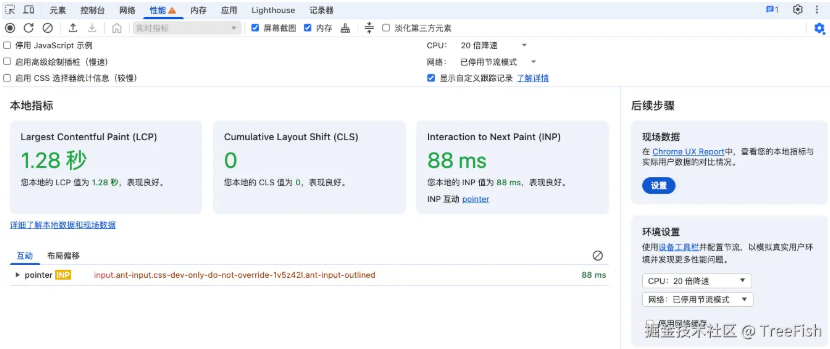 元素 控制台 网络 性能 内存 应用 Lighthouse 记录器 1
实时指标 屏幕截图 内存 淡化第三方元素
停用 JavaScript 示例 CPU： 20 倍降速
启用高级绘制插桩（慢速） 网络： 已停用节流模式
启用 CSS 选择器统计信息（较慢） 显示自定义跟踪记录 了解详情
本地指标
Largest Contentful Paint (LCP)
1.28 秒
您本地的 LCP 值为 1.28 秒，表现良好。
Cumulative Layout Shift (CLS)
0
您本地的 CLS 值为 0，表现良好。
Interaction to Next Paint (INP)
88 ms
您本地的 INP 值为 88 ms，表现良好。
INP 互动 pointer
详细了解本地数据和现场数据
互动 布局偏移
pointer INP input.ant-input.css-dev-only-do-not-override-1v5z42l.ant-input-outlined 88 ms
后续步骤
现场数据
在 Chrome UX Report中，查看您的本地指标与
实际用户数据的对比情况。
设置
环境设置
使用设备工具栏并配置节流，以模拟真实用户环
境并发现更多性能问题。
CPU：20 倍降速
网络：已停用节流模式
停用网络缓存
掘金技术社区 @ TreeFish